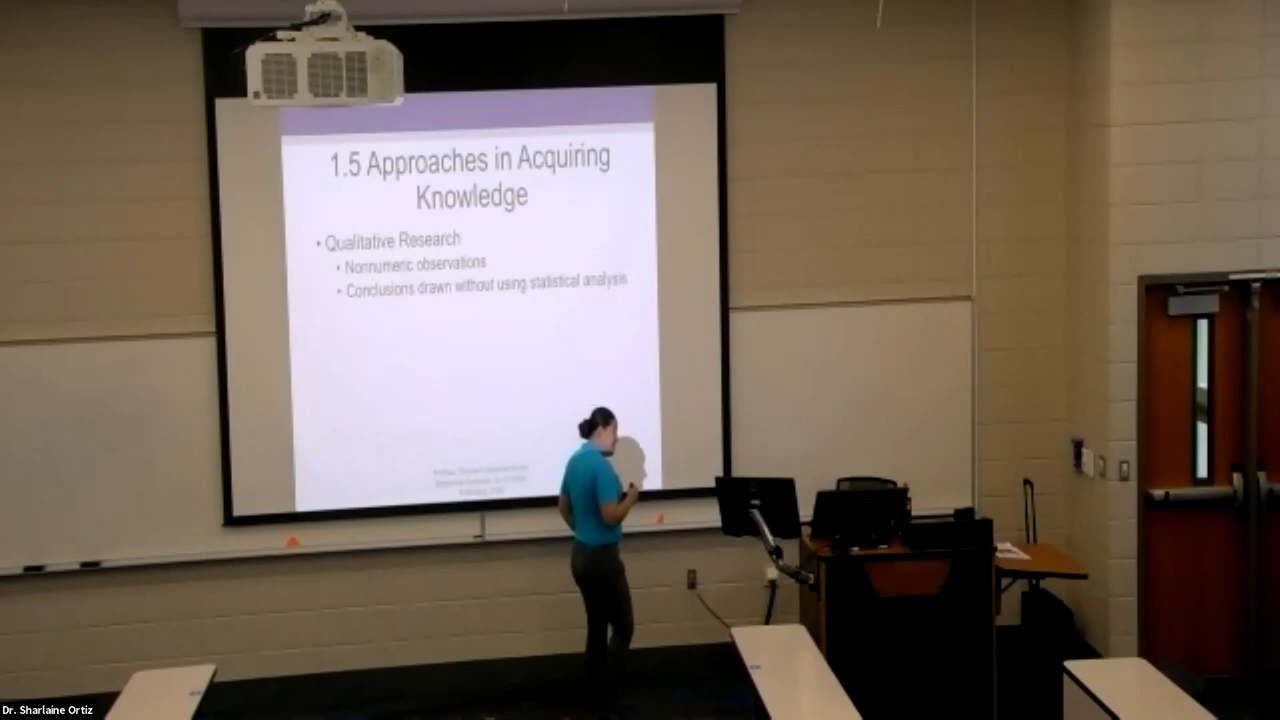 1.5 Approaches in Acquiring
Knowledge
• Qualitative Research
• Nonnumeric observations
• Conclusions drawn without using statistical analysis
Dr. Sharlaine Ortiz